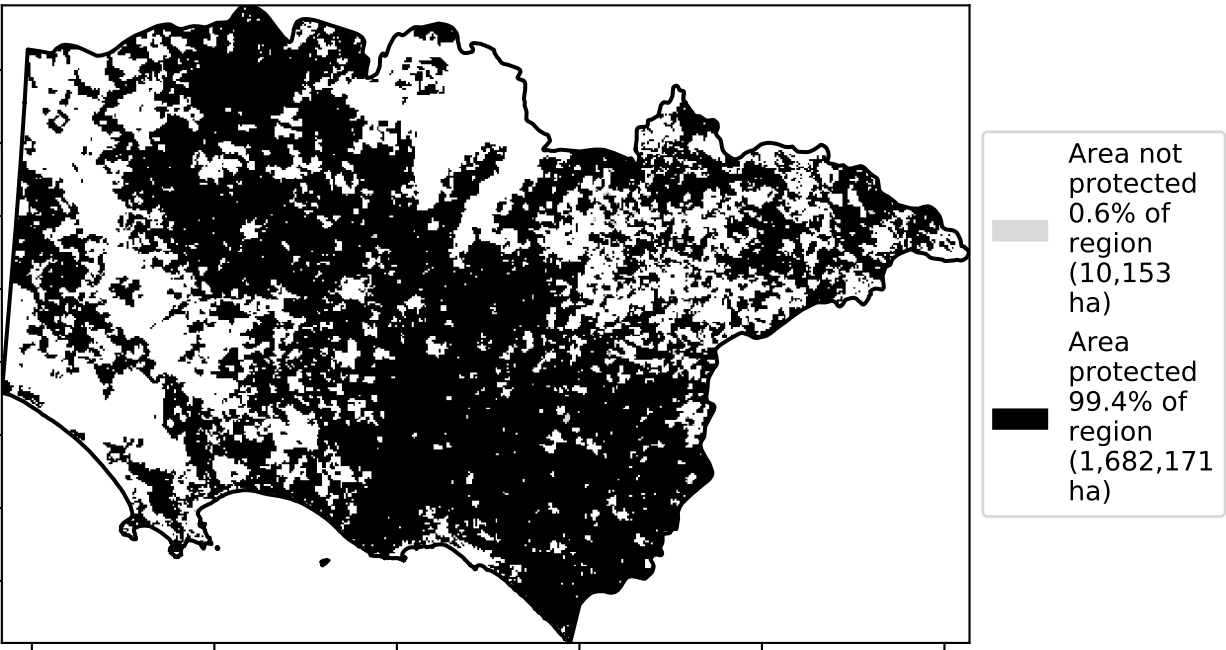 Area not
protected
0.6% of
region
(10,153
ha)
Area
protected
99.4% of
region
(1,682,171
ha)